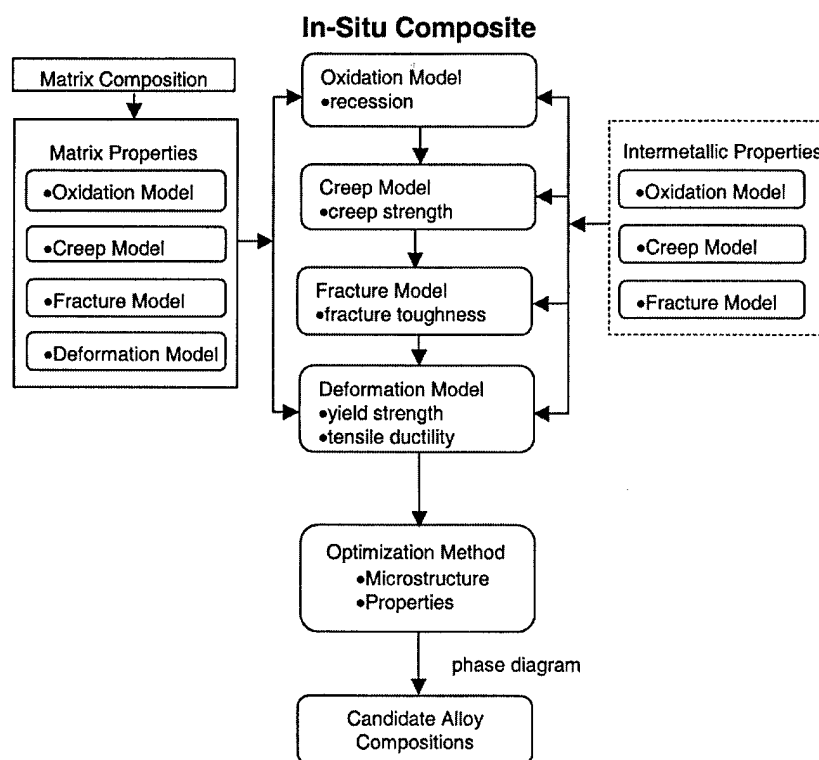 In-Situ Composite
Matrix Composition
Matrix Properties
•Oxidation Model
•Creep Model
•Fracture Model
•Deformation Model
Oxidation Model
•recession
Creep Model
•creep strength
Fracture Model
•fracture toughness
Deformation Model
•yield strength
•tensile ductility
Intermetallic Properties
•Oxidation Model
•Creep Model
•Fracture Model
Optimization Method
•Microstructure
•Properties
phase diagram
Candidate Alloy
Compositions